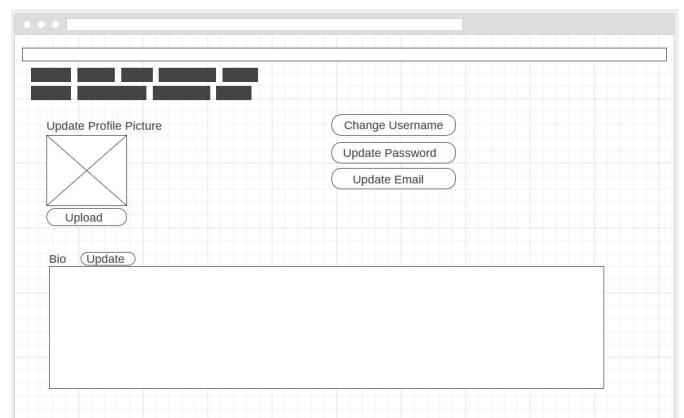 Update Profile Picture
Change Username
Update Password
Update Email
Upload
Bio
Update